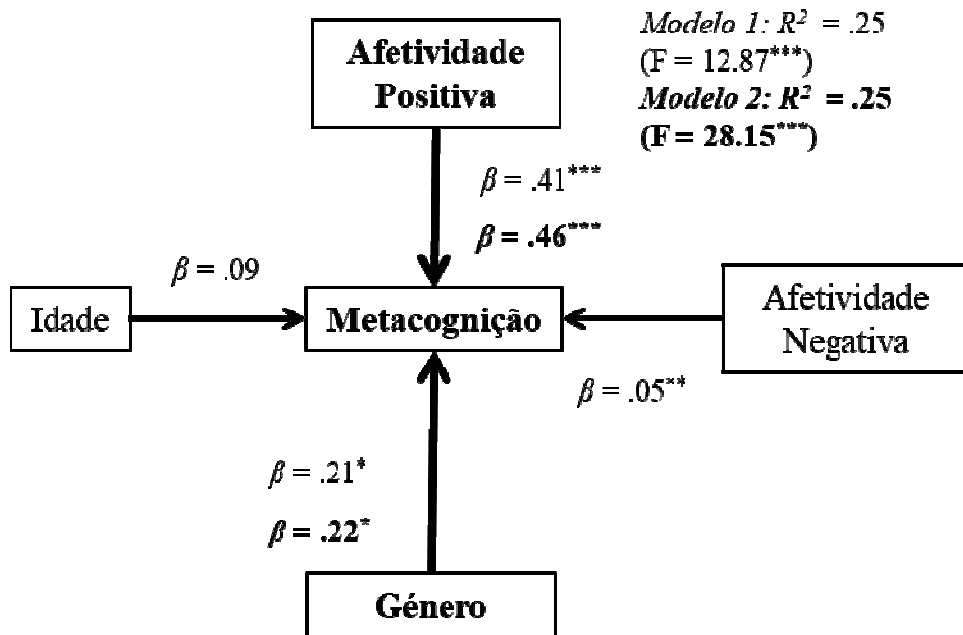 Afetividade
Positiva
Modelo 1: R² = .25
(F = 12.87***)
Modelo 2: R² = .25
(F = 28.15***)
β = .41***
β = .46***
β = .09
Idade
Metacognição
Afetividade
Negativa
β = .05**
β = .21*
β = .22*
Género